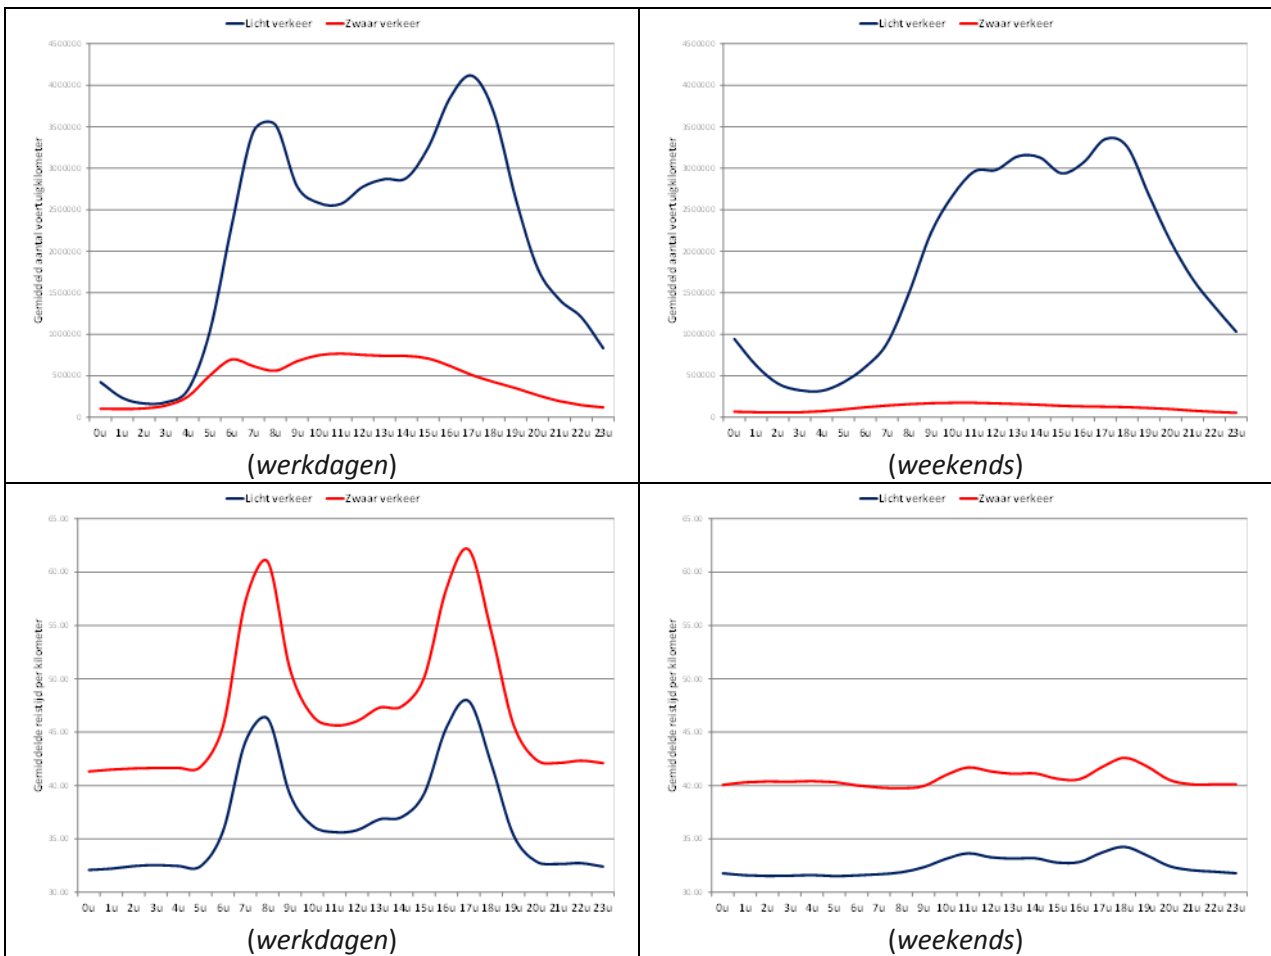 Licht verkeer Zwaar verkeer
Gemiddeld aantal voertuigkilometer
4500000
4000000
3500000
3000000
2500000
2000000
1500000
1000000
500000
0
0u 1u 2u 3u 4u 5u 6u 7u 8u 9u 10u 11u 12u 13u 14u 15u 16u 17u 18u 19u 20u 21u 22u 23u
(werkdagen)
Licht verkeer Zwaar verkeer
Gemiddeld aantal voertuigkilometer
4500000
4000000
3500000
3000000
2500000
2000000
1500000
1000000
500000
0
0u 1u 2u 3u 4u 5u 6u 7u 8u 9u 10u 11u 12u 13u 14u 15u 16u 17u 18u 19u 20u 21u 22u 23u
(weekends)
Licht verkeer Zwaar verkeer
Gemiddelde reistijd per kilometer
65.00
60.00
55.00
50.00
45.00
40.00
35.00
30.00
0u 1u 2u 3u 4u 5u 6u 7u 8u 9u 10u 11u 12u 13u 14u 15u 16u 17u 18u 19u 20u 21u 22u 23u
(werkdagen)
Licht verkeer Zwaar verkeer
Gemiddelde reistijd per kilometer
65.00
60.00
55.00
50.00
45.00
40.00
35.00
30.00
0u 1u 2u 3u 4u 5u 6u 7u 8u 9u 10u 11u 12u 13u 14u 15u 16u 17u 18u 19u 20u 21u 22u 23u
(weekends)